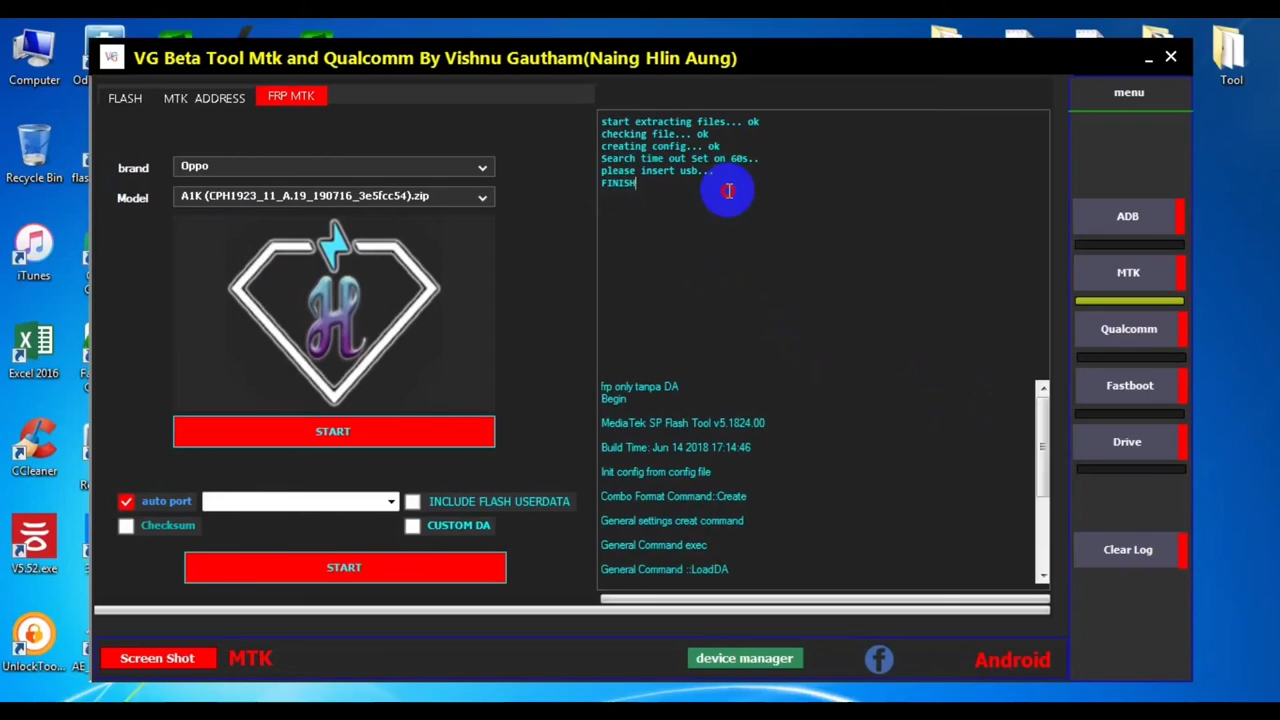 VG Beta Tool Mtk and Qualcomm By Vishnu Gautham(Naing Hlin Aung)
Computer
Recycle Bin
iTunes
Excel 2016
CCleaner
V5.52.exe
UnlockToo...
Tool
FLASH
MTK ADDRESS
FRP MTK
brand
Oppo
Model
A1K (CPH1923_11_A.19_190716_3e5fcc54).zip
START
auto port
INCLUDE FLASH USERDATA
Checksum
CUSTOM DA
START
start extracting files... ok
checking file... ok
creating config... ok
Search time out Set on 60s..
please insert usb...
FINISH
frp only tanpa DA
Begin
MediaTek SP Flash Tool v5.1824.00
Build Time: Jun 14 2018 17:14:46
Init config from config file
Combo Format Command::Create
General settings creat command
General Command exec
General Command ::LoadDA
menu
ADB
MTK
Qualcomm
Fastboot
Drive
Clear Log
Screen Shot
MTK
device manager
Android